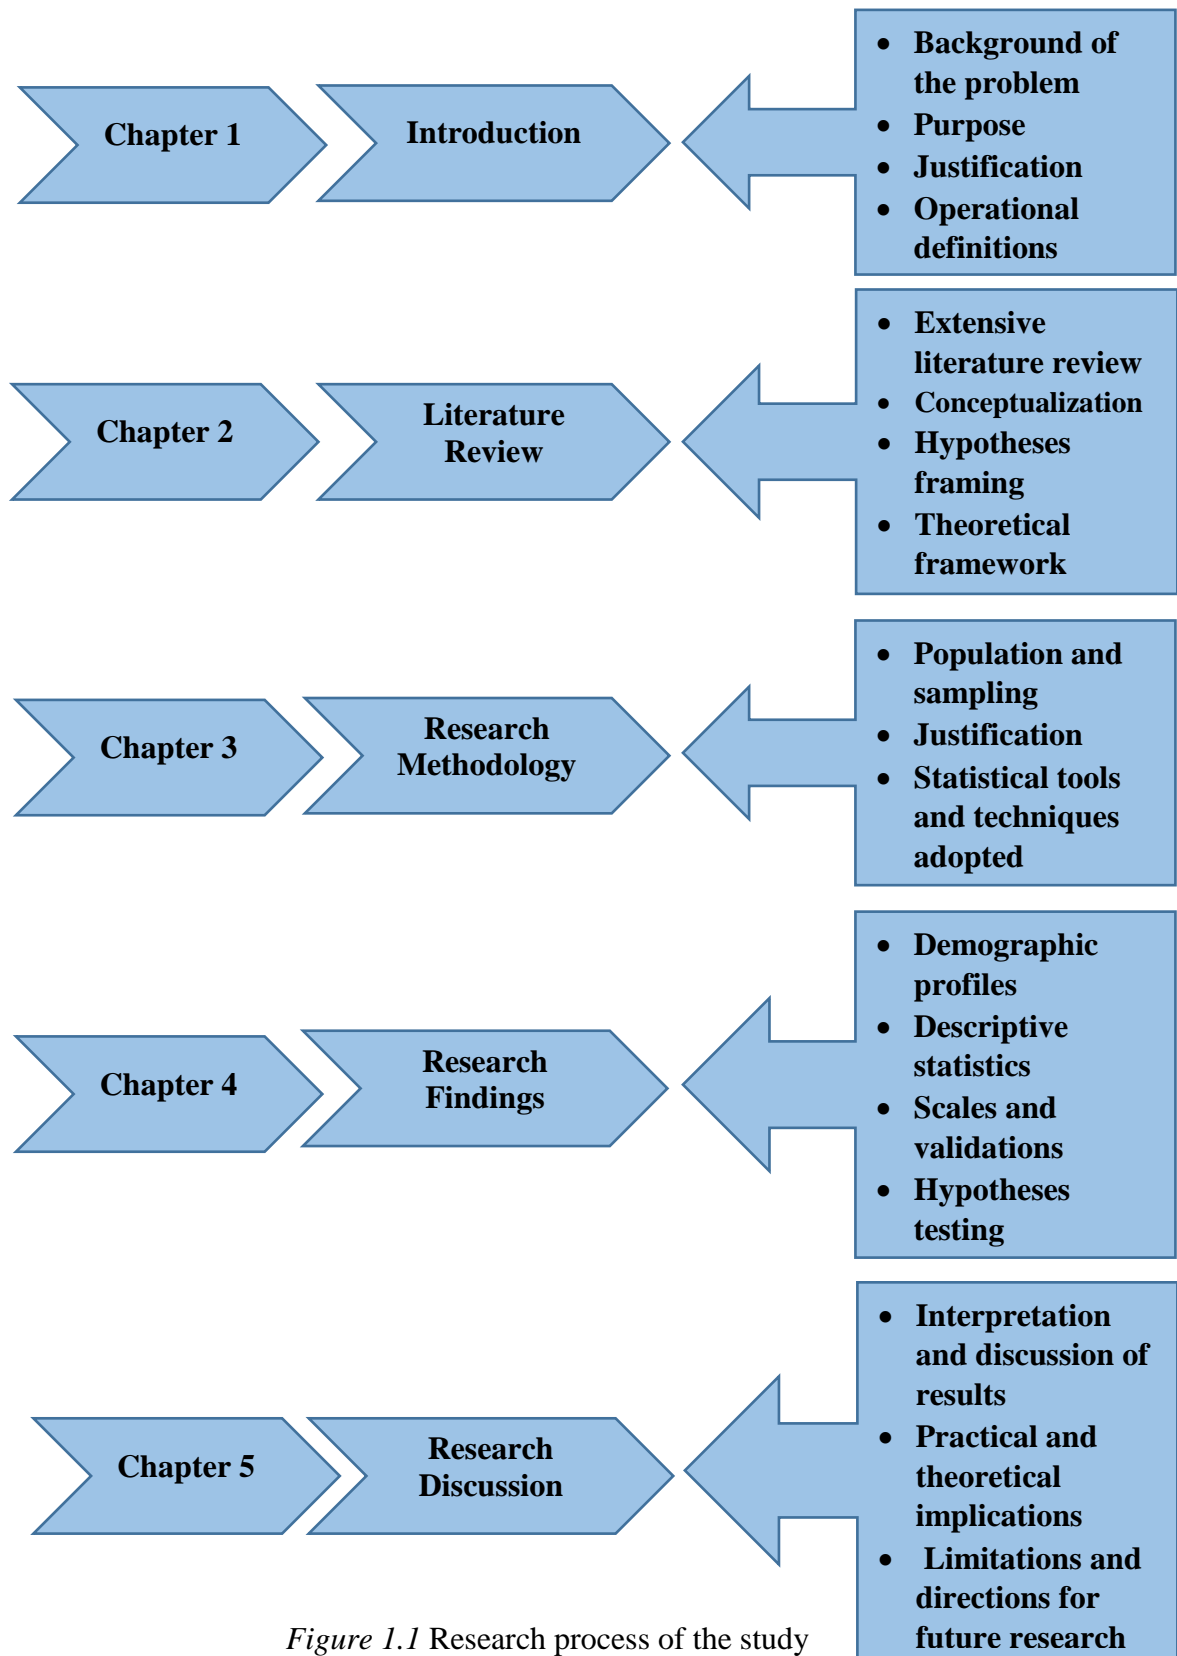 Chapter 1
Introduction
• Background of
the problem
• Purpose
• Justification
• Operational
definitions
Chapter 2
Literature
Review
• Extensive
literature review
• Conceptualization
• Hypotheses
framing
• Theoretical
framework
Chapter 3
Research
Methodology
• Population and
sampling
• Justification
• Statistical tools
and techniques
adopted
Chapter 4
Research
Findings
• Demographic
profiles
• Descriptive
statistics
• Scales and
validations
• Hypotheses
testing
Chapter 5
Research
Discussion
• Interpretation
and discussion of
results
• Practical and
theoretical
implications
• Limitations and
directions for
future research
Figure 1.1 Research process of the study